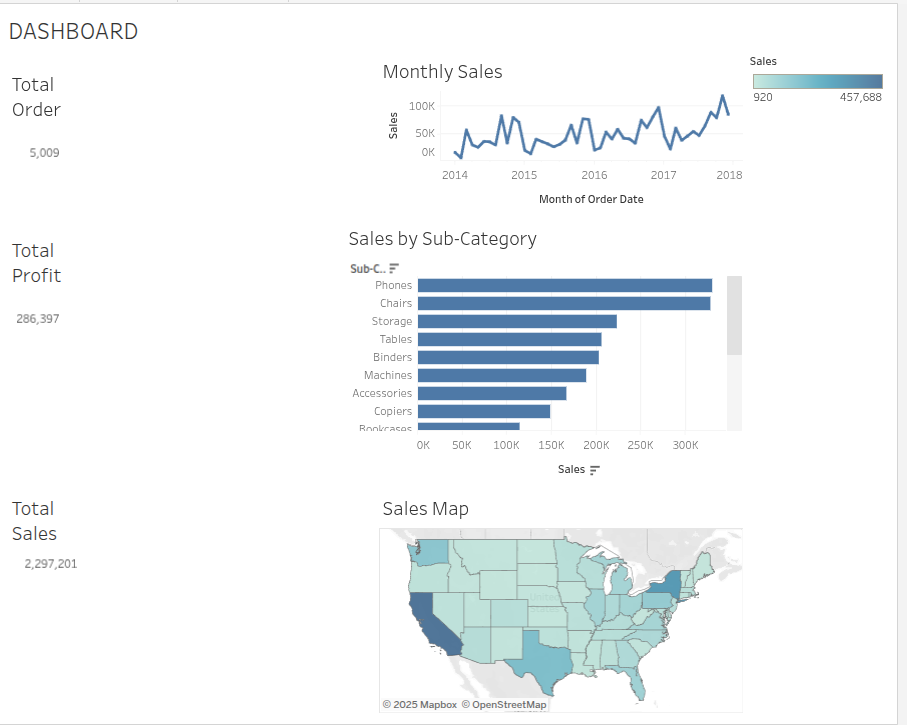 DASHBOARD
Total
Order
5,009
Total
Profit
286,397
Total
Sales
2,297,201
Monthly Sales
Sales
100K
50K
0K
2014 2015 2016 2017 2018
Month of Order Date
Sales
920 457,688
Sales by Sub-Category
Sub-C..
Phones
Chairs
Storage
Tables
Binders
Machines
Accessories
Copiers
Bookcases
0K 50K 100K 150K 200K 250K 300K
Sales
Sales Map
United
States
© 2025 Mapbox © OpenStreetMap